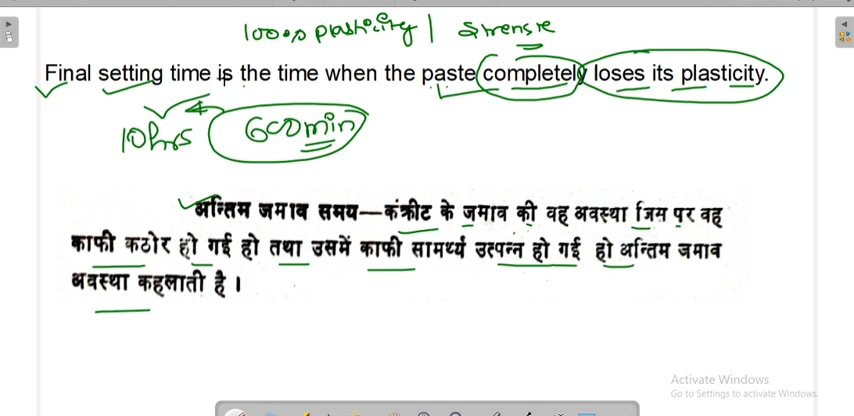 100% plasticity | Strength
Final setting time is the time when the paste completely loses its plasticity.
10hrs 600min
अन्तिम जमाव समय—कंक्रीट के जमाव की वह अवस्था जिस पर वह
काफी कठोर हो गई हो तथा उसमें काफी सामर्थ्य उत्पन्न हो गई हो अन्तिम जमाव
अवस्था कहलाती है ।
Activate Windows
Go to Settings to activate Windows.